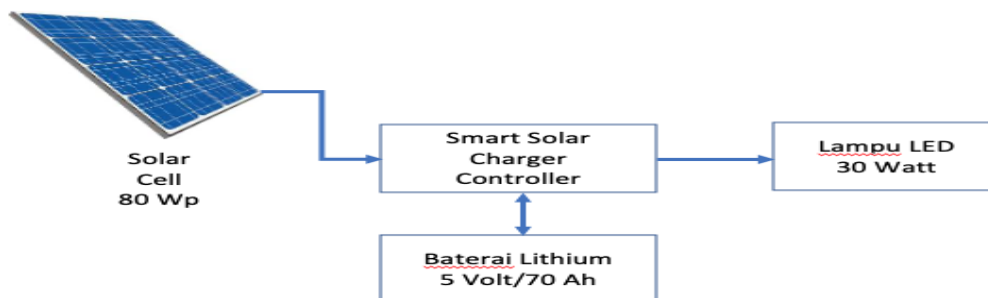 Solar
Cell
80 Wp
Smart Solar
Charger
Controller
Lampu LED
30 Watt
Baterai Lithium
5 Volt/70 Ah